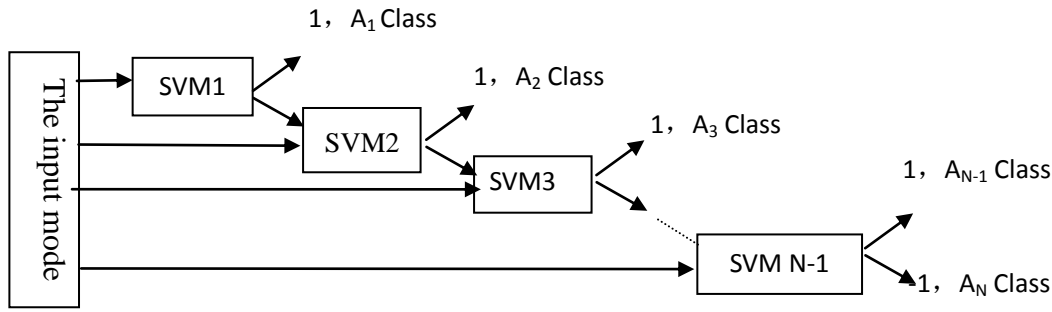 The input mode
SVM1
1， A₁ Class
SVM2
1， A₂ Class
SVM3
1， A₃ Class
SVM N-1
1， Aₙ₋₁ Class
-1， Aₙ Class